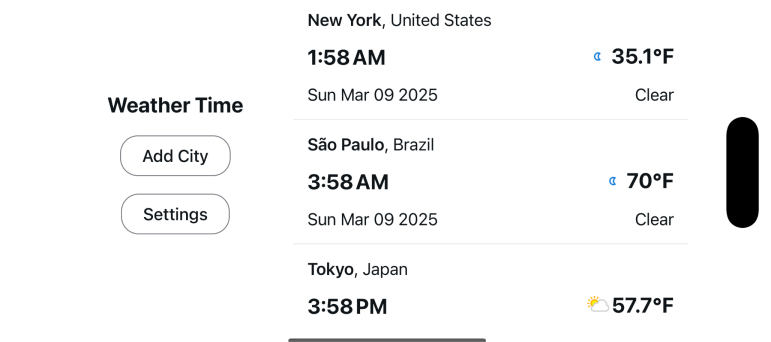 Weather Time
Add City
Settings
New York, United States
1:58 AM
35.1°F
Sun Mar 09 2025
Clear
São Paulo, Brazil
3:58 AM
70°F
Sun Mar 09 2025
Clear
Tokyo, Japan
3:58 PM
57.7°F